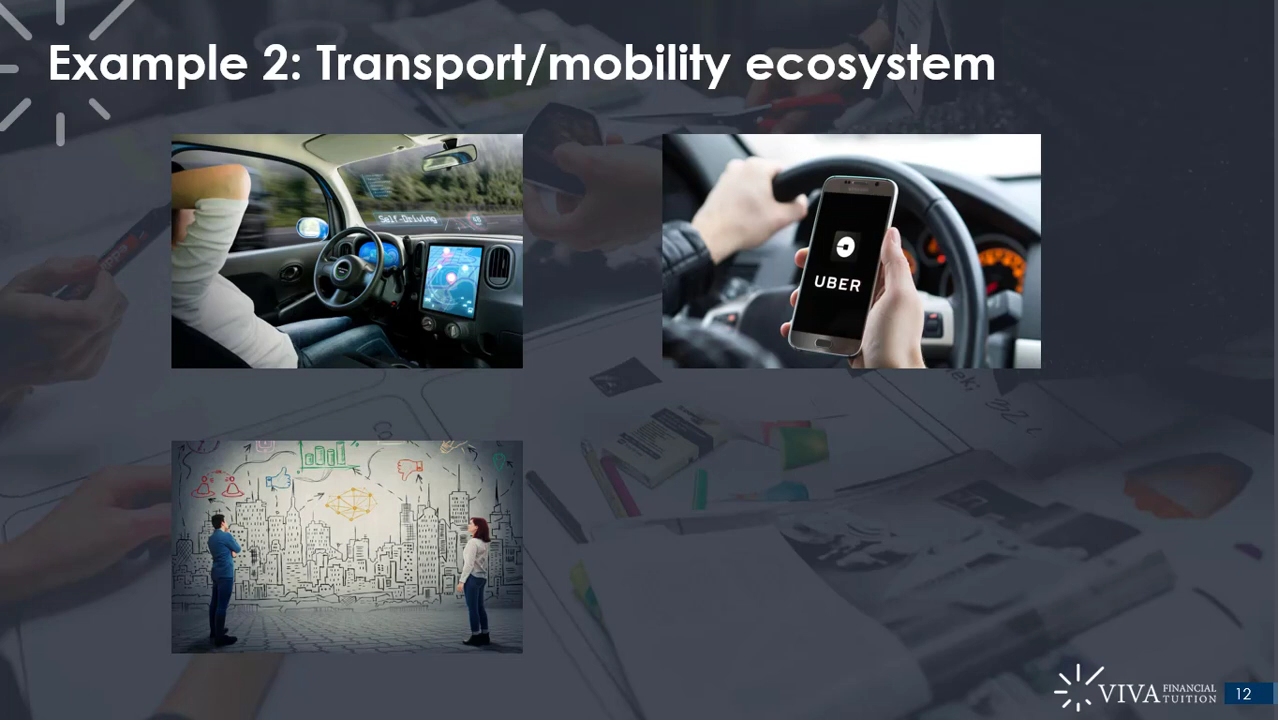 Example 2: Transport/mobility ecosystem
Self-Driving
UBER
VIVA FINANCIAL TUITION
12